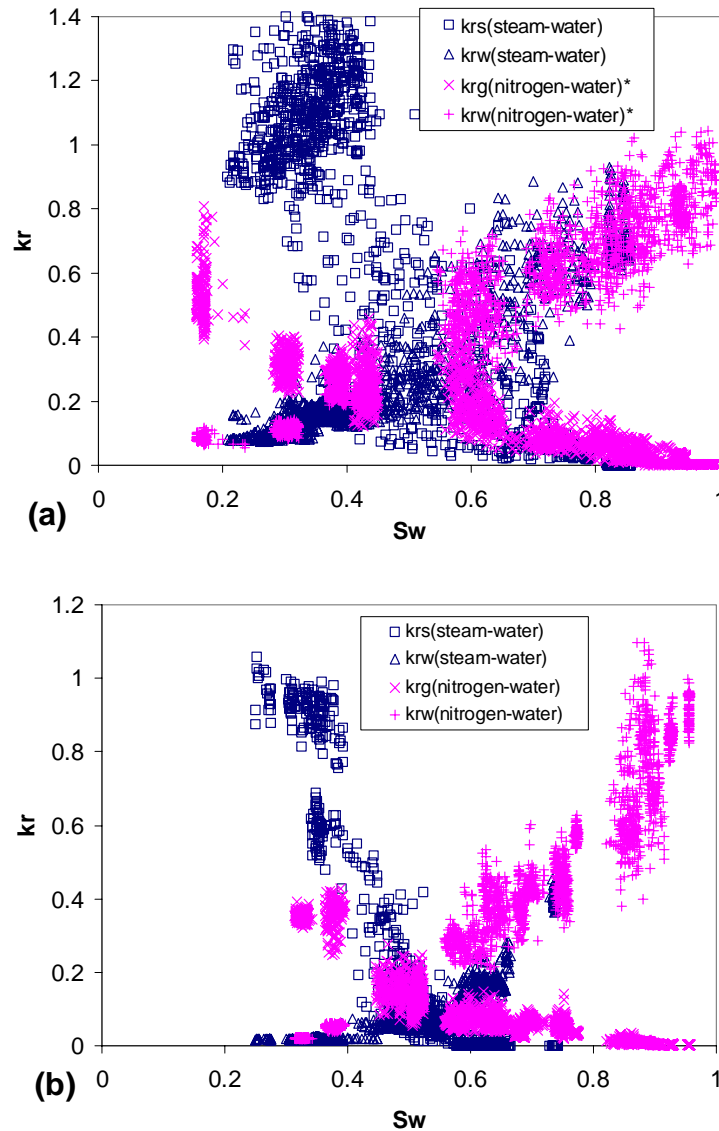 1.4
krs(steam-water)
krw(steam-water)
krg(nitrogen-water)*
krw(nitrogen-water)*
1.2
1
0.8
kr
0.6
0.4
0.2
0
0
0.2
0.4
0.6
0.8
1
(a)
Sw
1.2
krs(steam-water)
krw(steam-water)
krg(nitrogen-water)
krw(nitrogen-water)
1
0.8
kr
0.6
0.4
0.2
0
0
0.2
0.4
0.6
0.8
1
(b)
Sw